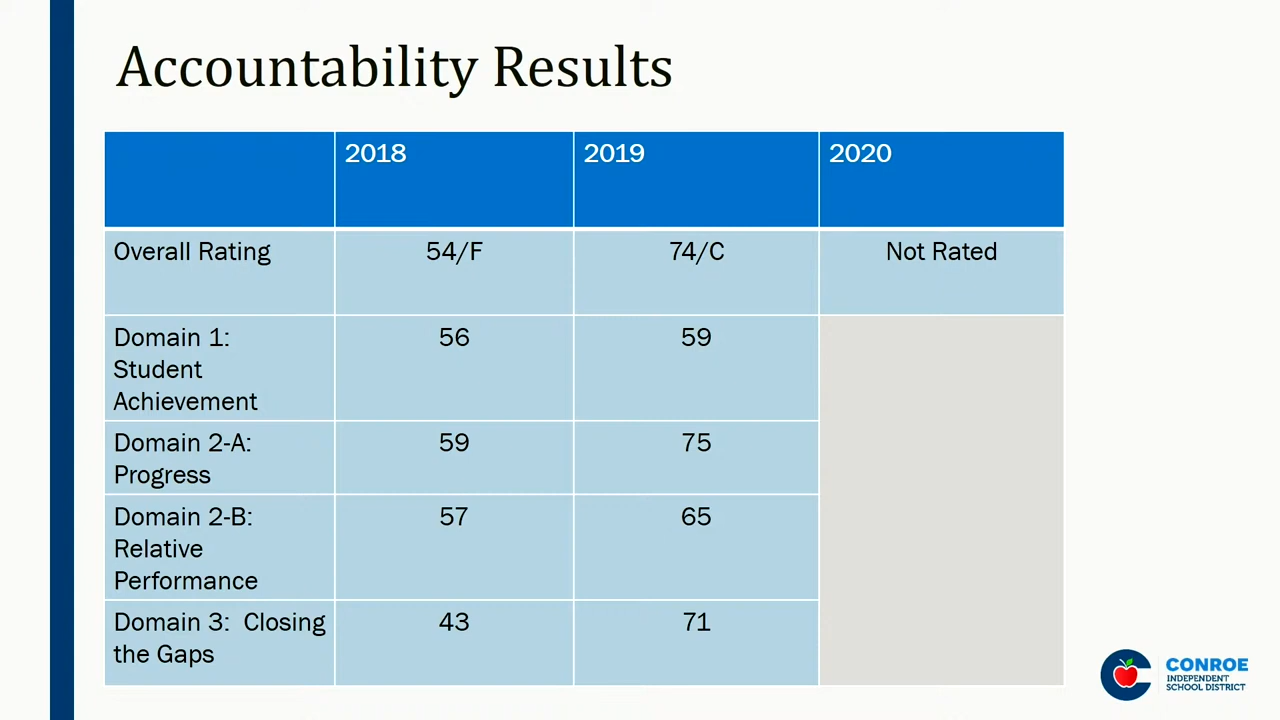 Accountability Results
2018 2019 2020
Overall Rating 54/F 74/C Not Rated
Domain 1: 56 59
Student
Achievement
Domain 2-A: 59 75
Progress
Domain 2-B: 57 65
Relative
Performance
Domain 3: Closing 43 71
the Gaps
CONROE
INDEPENDENT
SCHOOL DISTRICT